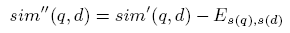 sim''(q, d) = sim'(q, d) − E_{s(q),s(d)}